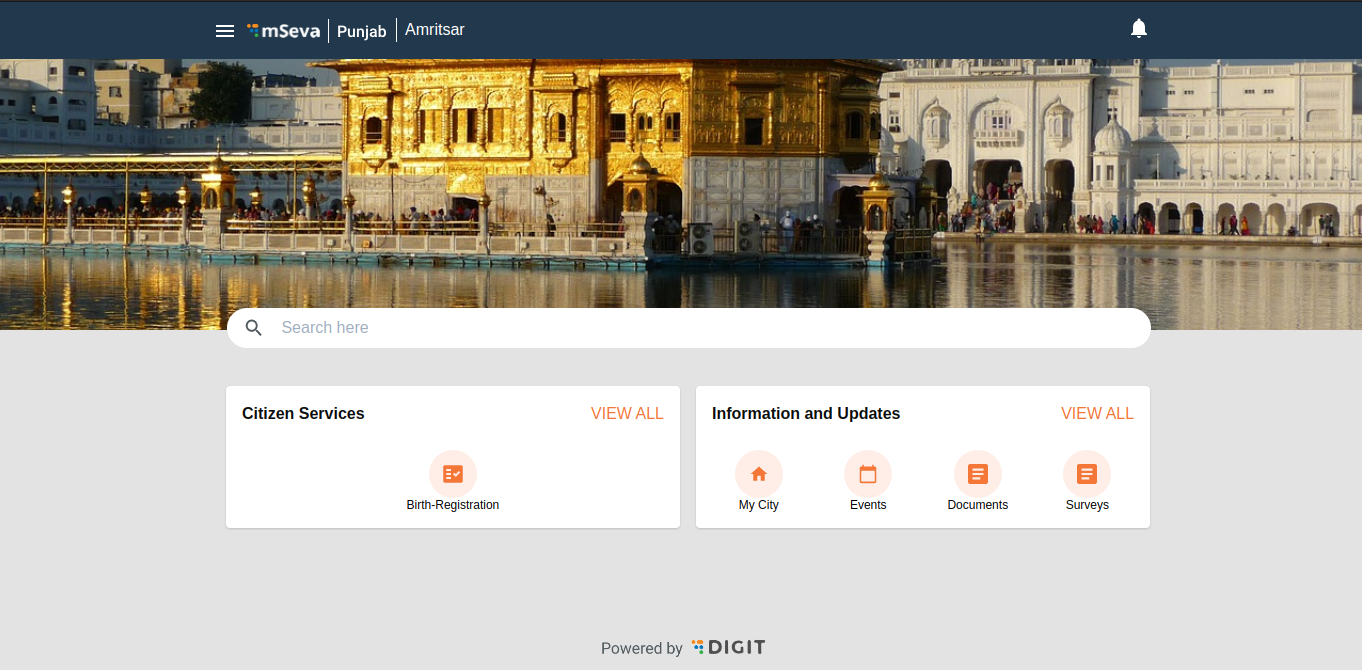 mSeva Punjab Amritsar
Search here
Citizen Services VIEW ALL
Birth-Registration
Information and Updates VIEW ALL
My City Events Documents Surveys
Powered by DIGIT